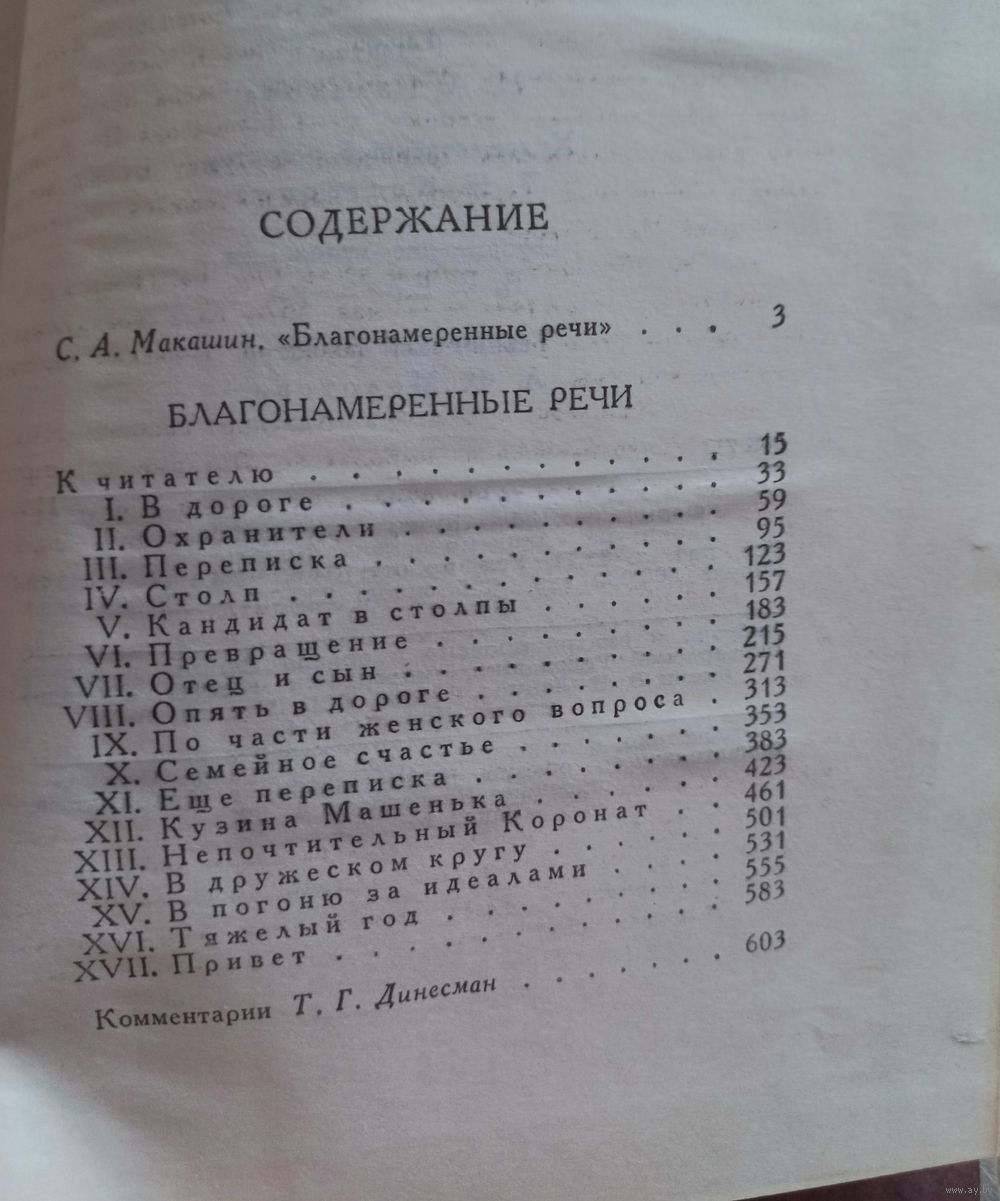 СОДЕРЖАНИЕ
С. А. Макашин. «Благонамеренные речи» . . . 3
БЛАГОНАМЕРЕННЫЕ РЕЧИ
К читателю . . . . . . . . . . . 15
I. В дороге . . . . . . . . . . 33
II. Охранители . . . . . . . . . 59
III. Переписка . . . . . . . . . 95
IV. Столп . . . . . . . . . . . 123
V. Кандидат в столпы . . . . . 157
VI. Превращение . . . . . . . . 183
VII. Отец и сын . . . . . . . . 215
VIII. Опять в дороге . . . . . . 271
IX. По части женского вопроса . 313
X. Семейное счастье . . . . . . 353
XI. Еще переписка . . . . . . . 383
XII. Кузина Машенька . . . . . 423
XIII. Непочтительный Коронат . . 461
XIV. В дружеском кругу . . . . . 501
XV. В погоню за идеалами . . . . 531
XVI. Тяжелый год . . . . . . . 555
XVII. Привет . . . . . . . . . . 583
Комментарии Т. Г. Динесман . . . . . . 603
www.ay.by